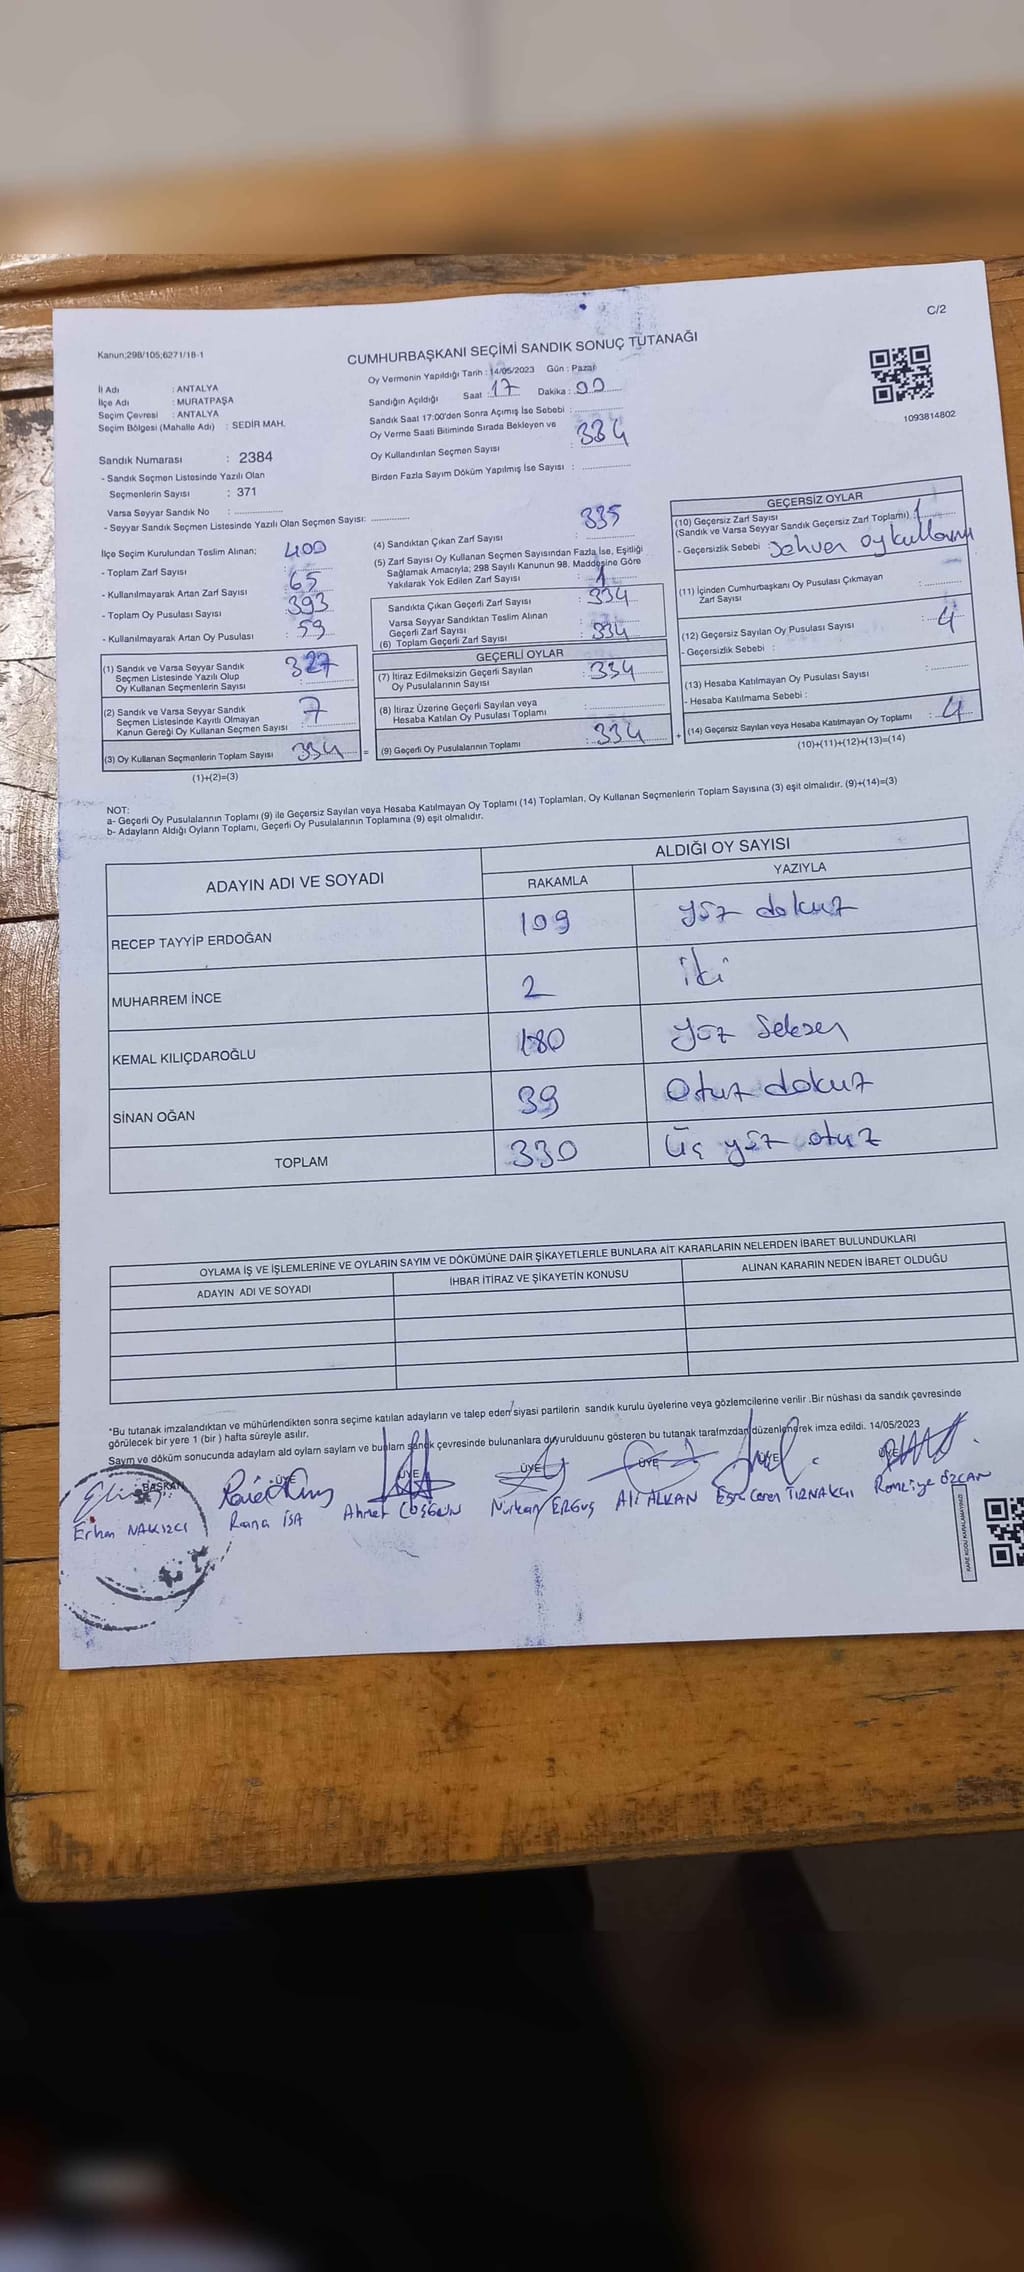 C/2
Kanun;298/105;6271/18-1
CUMHURBAŞKANI SEÇİMİ SANDIK SONUÇ TUTANAĞI
Oy Vermenin Yapıldığı Tarih : 14/05/2023 Gün : Pazar
İl Adı : ANTALYA
İlçe Adı : MURATPAŞA
Seçim Çevresi : ANTALYA
Seçim Bölgesi (Mahalle Adı) : SEDİR MAH.
Sandığın Açıldığı Saat 17 Dakika : 00
Sandık Saat 17:00'den Sonra Açımış İse Sebebi :
Oy Verme Saati Bitiminde Sırada Bekleyen ve
Oy Kullandırılan Seçmen Sayısı : 334
Birden Fazla Sayım Döküm Yapılmış İse Sayısı :
1093814802
Sandık Numarası : 2384
- Sandık Seçmen Listesinde Yazılı Olan
Seçmenlerin Sayısı : 371
Varsa Seyyar Sandık No :
- Seyyar Sandık Seçmen Listesinde Yazılı Olan Seçmen Sayısı:
İlçe Seçim Kurulundan Teslim Alınan;
- Toplam Zarf Sayısı : 400
- Kullanılmayarak Artan Zarf Sayısı : 65
- Toplam Oy Pusulası Sayısı : 393
- Kullanılmayarak Artan Oy Pusulası : 59
(1) Sandık ve Varsa Seyyar Sandık
Seçmen Listesinde Yazılı Olup
Oy Kullanan Seçmenlerin Sayısı : 327
(2) Sandık ve Varsa Seyyar Sandık
Seçmen Listesinde Kayıtlı Olmayan
Kanun Gereği Oy Kullanan Seçmen Sayısı : 7
(3) Oy Kullanan Seçmenlerin Toplam Sayısı : 334 =
(1)+(2)=(3)
(4) Sandıktan Çıkan Zarf Sayısı : 335
(5) Zarf Sayısı Oy Kullanan Seçmen Sayısından Fazla İse, Eşitliği
Sağlamak Amacıyla; 298 Sayılı Kanunun 98. Maddesine Göre
Yakılarak Yok Edilen Zarf Sayısı : 1
Sandıkta Çıkan Geçerli Zarf Sayısı : 334
Varsa Seyyar Sandıktan Teslim Alınan
Geçerli Zarf Sayısı :
(6) Toplam Geçerli Zarf Sayısı : 334
GEÇERLİ OYLAR
(7) İtiraz Edilmeksizin Geçerli Sayılan
Oy Pusulalarının Sayısı : 334
(8) İtiraz Üzerine Geçerli Sayılan veya
Hesaba Katılan Oy Pusulası Toplamı :
(9) Geçerli Oy Pusulalarının Toplamı : 334 +
GEÇERSİZ OYLAR
(10) Geçersiz Zarf Sayısı
(Sandık ve Varsa Seyyar Sandık Geçersiz Zarf Toplamı) : 1
- Geçersizlik Sebebi : Sehven oy kullanma
(11) İçinden Cumhurbaşkanı Oy Pusulası Çıkmayan
Zarf Sayısı :
(12) Geçersiz Sayılan Oy Pusulası Sayısı : 4
- Geçersizlik Sebebi :
(13) Hesaba Katılmayan Oy Pusulası Sayısı :
- Hesaba Katılmama Sebebi :
(14) Geçersiz Sayılan veya Hesaba Katılmayan Oy Toplamı : 4
(10)+(11)+(12)+(13)=(14)
NOT:
a- Geçerli Oy Pusulalarının Toplamı (9) ile Geçersiz Sayılan veya Hesaba Katılmayan Oy Toplamı (14) Toplamları, Oy Kullanan Seçmenlerin Toplam Sayısına (3) eşit olmalıdır. (9)+(14)=(3)
b- Adayların Aldığı Oyların Toplamı, Geçerli Oy Pusulalarının Toplamına (9) eşit olmalıdır.
ADAYIN ADI VE SOYADI ALDIĞI OY SAYISI
RAKAMLA YAZIYLA
RECEP TAYYİP ERDOĞAN 109 yüz dokuz
MUHARREM İNCE 2 iki
KEMAL KILIÇDAROĞLU 180 yüz Seksen
SİNAN OĞAN 39 Otuz dokuz
TOPLAM 330 üç yüz otuz
OYLAMA İŞ VE İŞLEMLERİNE VE OYLARIN SAYIM VE DÖKÜMÜNE DAİR ŞİKAYETLERLE BUNLARA AİT KARARLARIN NELERDEN İBARET BULUNDUKLARI
ADAYIN ADI VE SOYADI İHBAR İTİRAZ VE ŞİKAYETİN KONUSU ALINAN KARARIN NEDEN İBARET OLDUĞU
*Bu tutanak imzalandıktan ve mühürlendikten sonra seçime katılan adayların ve talep eden siyasi partilerin sandık kurulu üyelerine veya gözlemcilerine verilir .Bir nüshası da sandık çevresinde
görülecek bir yere 1 (bir ) hafta süreyle asılır.
Sayım ve döküm sonucunda adayların ald oyların sayların ve bunların sandık çevresinde bulunanlara duyurulduunu gösteren bu tutanak tarafımzdan düzenlenerek imza edildi. 14/05/2023
BAŞKAN ÜYE ÜYE ÜYE ÜYE ÜYE ÜYE
Erhan NAKIŞCI Rana İSA Ahmet COŞGUN Nurkan ERGUŞ Ali ALKAN Esra Ceren TIRNAKÇI Remziye ÖZCAN
KARE KODU KARALAMAYINIZ